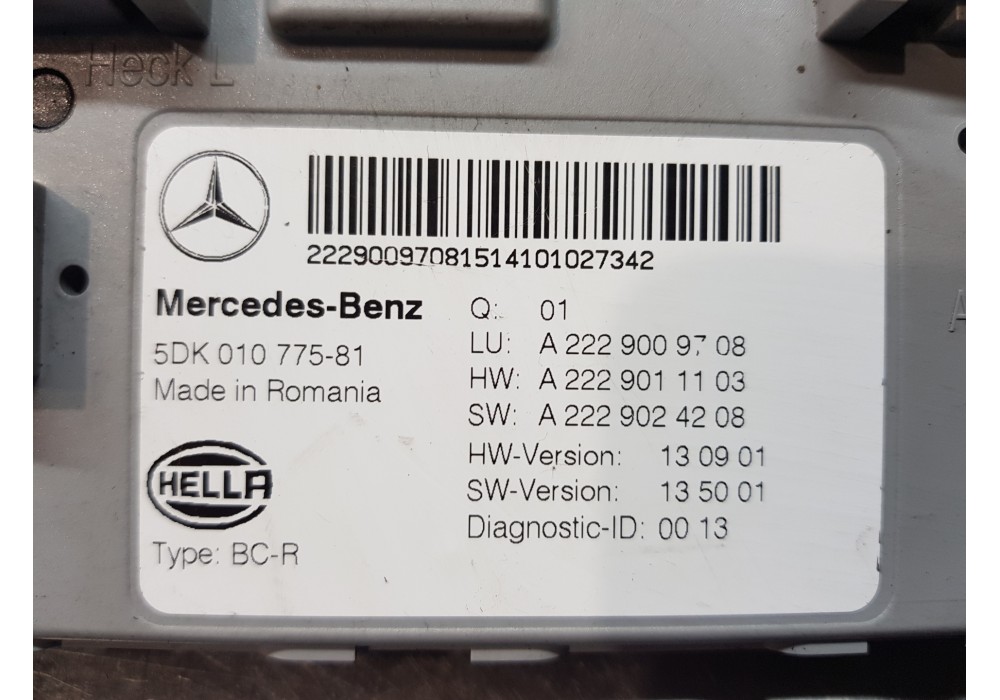 Heck L
22290097081514101027342
Mercedes-Benz
5DK 010 775-81
Made in Romania
HELLA
Type: BC-R
Q: 01
LU: A 222 900 97 08
HW: A 222 901 11 03
SW: A 222 902 42 08
HW-Version: 13 09 01
SW-Version: 13 50 01
Diagnostic-ID: 00 13